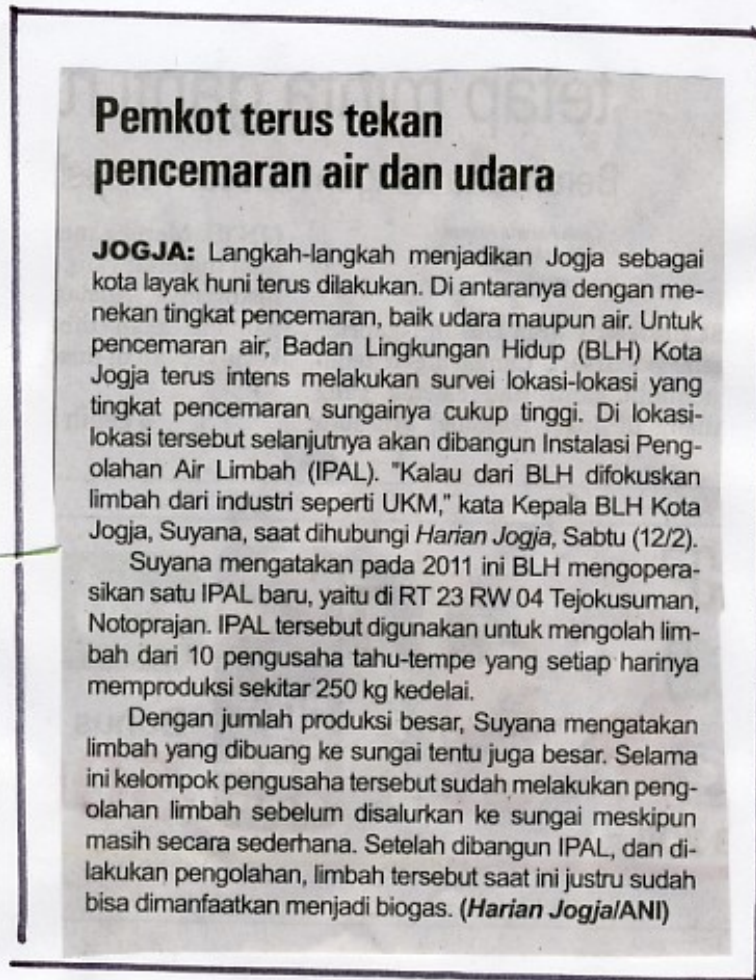 Pemkot terus tekan
pencemaran air dan udara
JOGJA: Langkah-langkah menjadikan Jogja sebagai
kota layak huni terus dilakukan. Di antaranya dengan me-
nekan tingkat pencemaran, baik udara maupun air. Untuk
pencemaran air, Badan Lingkungan Hidup (BLH) Kota
Jogja terus intens melakukan survei lokasi-lokasi yang
tingkat pencemaran sungainya cukup tinggi. Di lokasi-
lokasi tersebut selanjutnya akan dibangun Instalasi Peng-
olahan Air Limbah (IPAL). "Kalau dari BLH difokuskan
limbah dari industri seperti UKM," kata Kepala BLH Kota
Jogja, Suyana, saat dihubungi Harian Jogja, Sabtu (12/2).
Suyana mengatakan pada 2011 ini BLH mengopera-
sikan satu IPAL baru, yaitu di RT 23 RW 04 Tejokusuman,
Notoprajan. IPAL tersebut digunakan untuk mengolah lim-
bah dari 10 pengusaha tahu-tempe yang setiap harinya
memproduksi sekitar 250 kg kedelai.
Dengan jumlah produksi besar, Suyana mengatakan
limbah yang dibuang ke sungai tentu juga besar. Selama
ini kelompok pengusaha tersebut sudah melakukan peng-
olahan limbah sebelum disalurkan ke sungai meskipun
masih secara sederhana. Setelah dibangun IPAL, dan di-
lakukan pengolahan, limbah tersebut saat ini justru sudah
bisa dimanfaatkan menjadi biogas. (Harian Jogja/ANI)